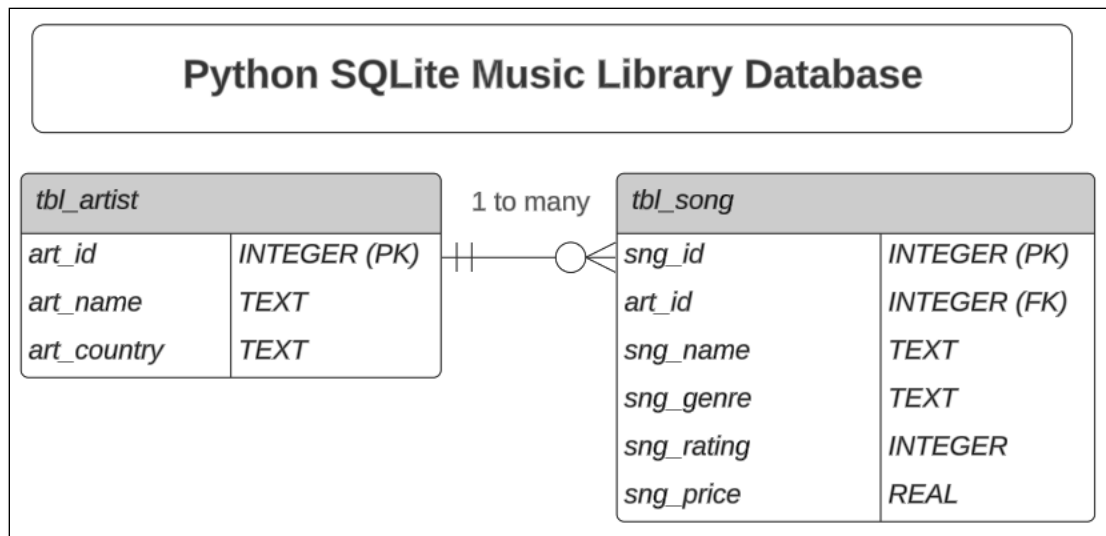 Python SQLite Music Library Database
tbl_artist
art_id INTEGER (PK)
art_name TEXT
art_country TEXT
1 to many
tbl_song
sng_id INTEGER (PK)
art_id INTEGER (FK)
sng_name TEXT
sng_genre TEXT
sng_rating INTEGER
sng_price REAL